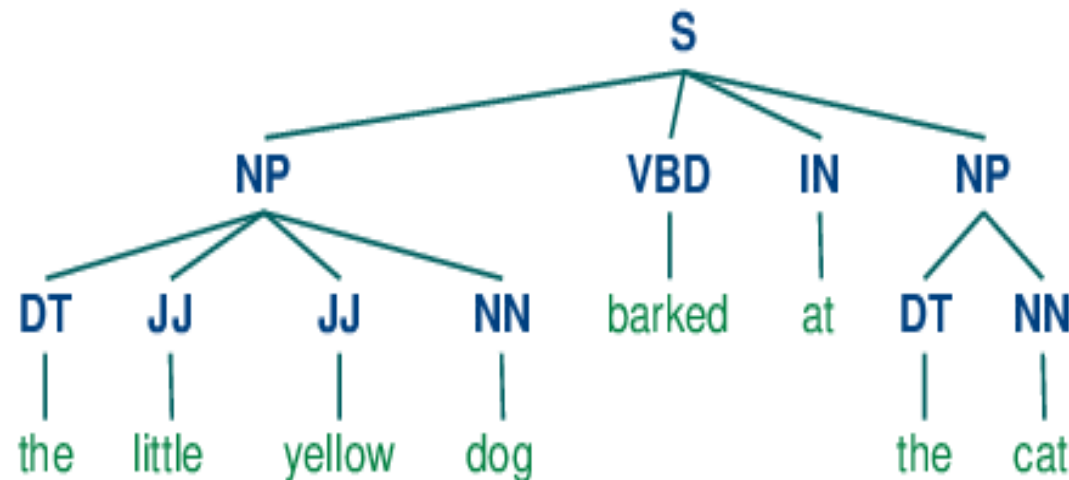 S
NP VBD IN NP
DT JJ JJ NN barked at DT NN
the little yellow dog the cat